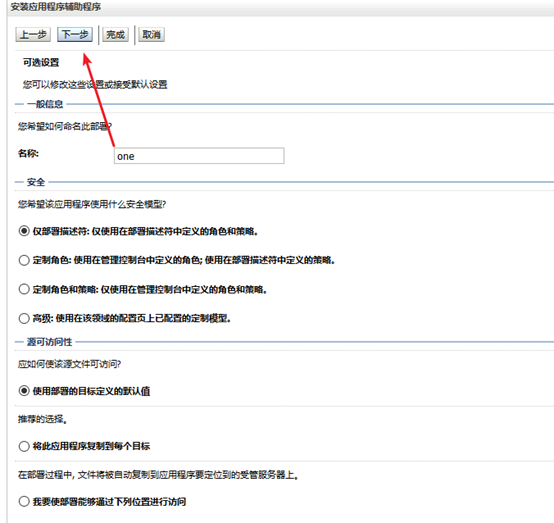 安装应用程序辅助程序
上一步 下一步 完成 取消
可选设置
您可以修改这些设置或接受默认设置
一般信息
您希望如何命名此部署?
名称: one
安全
您希望该应用程序使用什么安全模型?
仅部署描述符: 仅使用在部署描述符中定义的角色和策略。
定制角色: 使用在管理控制台中定义的角色; 使用在部署描述符中定义的策略。
定制角色和策略: 仅使用在管理控制台中定义的角色和策略。
高级: 使用在该领域的配置页上已配置的定制模型。
源可访问性
应如何使该源文件可访问?
使用部署的目标定义的默认值
推荐的选择。
将此应用程序复制到每个目标
在部署过程中, 文件将被自动复制到应用程序要定位到的受管服务器上。
我要使部署能够通过下列位置进行访问